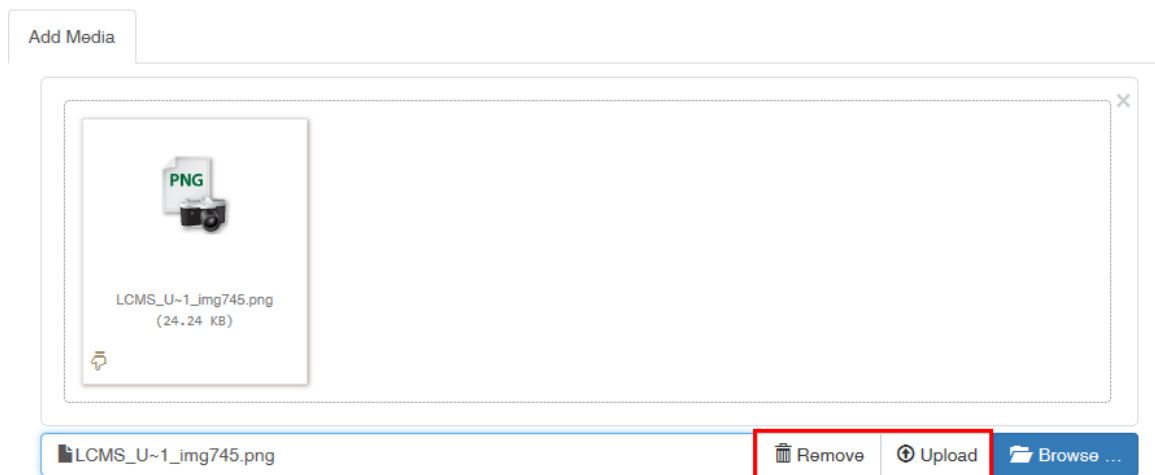 Add Media
×
PNG
LCMS_U~1_img745.png
(24.24 KB)
LCMS_U~1_img745.png
Remove
Upload
Browse ...